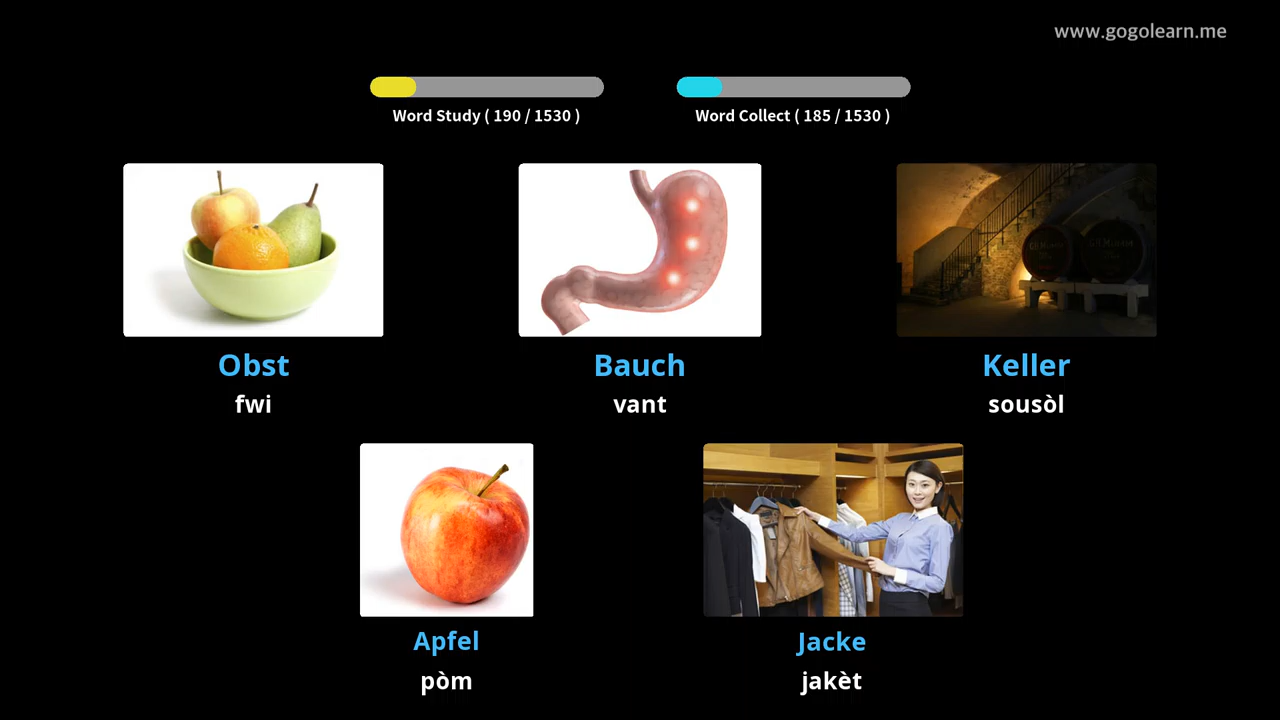 www.gogolearn.me
Word Study ( 190 / 1530 )
Word Collect ( 185 / 1530 )
Obst
Bauch
Keller
fwi
vant
sousòl
Apfel
Jacke
pòm
jakèt